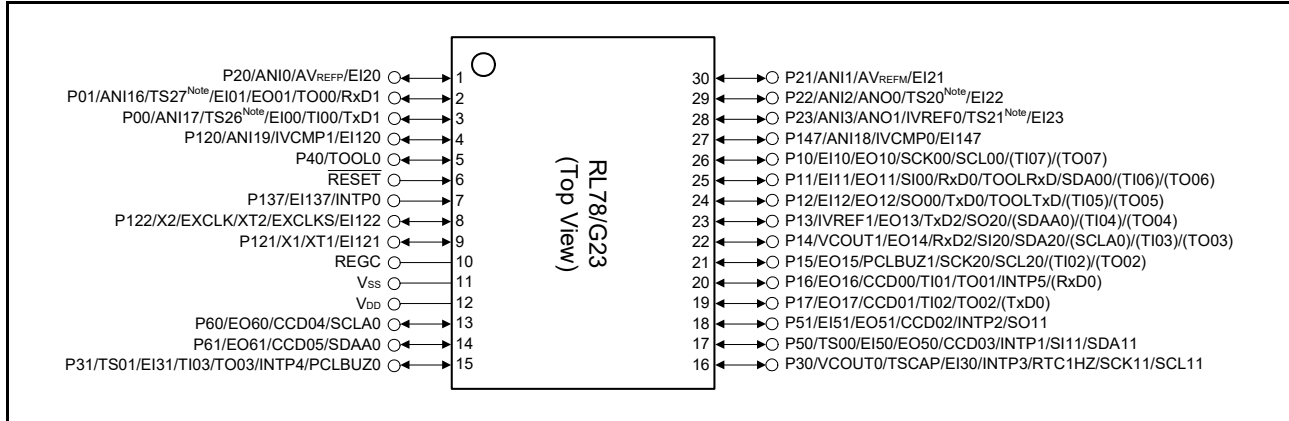 P20/ANI0/AVREFP/EI20 1
P01/ANI16/TS27Note/EI01/EO01/TO00/RxD1 2
P00/ANI17/TS26Note/EI00/TI00/TxD1 3
P120/ANI19/IVCMP1/EI120 4
P40/TOOL0 5
RESET 6
P137/EI137/INTP0 7
P122/X2/EXCLK/XT2/EXCLKS/EI122 8
P121/X1/XT1/EI121 9
REGC 10
VSS 11
VDD 12
P60/EO60/CCD04/SCLA0 13
P61/EO61/CCD05/SDAA0 14
P31/TS01/EI31/TI03/TO03/INTP4/PCLBUZ0 15
RL78/G23
(Top View)
30 P21/ANI1/AVREFM/EI21
29 P22/ANI2/ANO0/TS20Note/EI22
28 P23/ANI3/ANO1/IVREF0/TS21Note/EI23
27 P147/ANI18/IVCMP0/EI147
26 P10/EI10/EO10/SCK00/SCL00/(TI07)/(TO07)
25 P11/EI11/EO11/SI00/RxD0/TOOLRxD/SDA00/(TI06)/(TO06)
24 P12/EI12/EO12/SO00/TxD0/TOOLTxD/(TI05)/(TO05)
23 P13/IVREF1/EO13/TxD2/SO20/(SDAA0)/(TI04)/(TO04)
22 P14/VCOUT1/EO14/RxD2/SI20/SDA20/(SCLA0)/(TI03)/(TO03)
21 P15/EO15/PCLBUZ1/SCK20/SCL20/(TI02)/(TO02)
20 P16/EO16/CCD00/TI01/TO01/INTP5/(RxD0)
19 P17/EO17/CCD01/TI02/TO02/(TxD0)
18 P51/EI51/EO51/CCD02/INTP2/SO11
17 P50/TS00/EI50/EO50/CCD03/INTP1/SI11/SDA11
16 P30/VCOUT0/TSCAP/EI30/INTP3/RTC1HZ/SCK11/SCL11